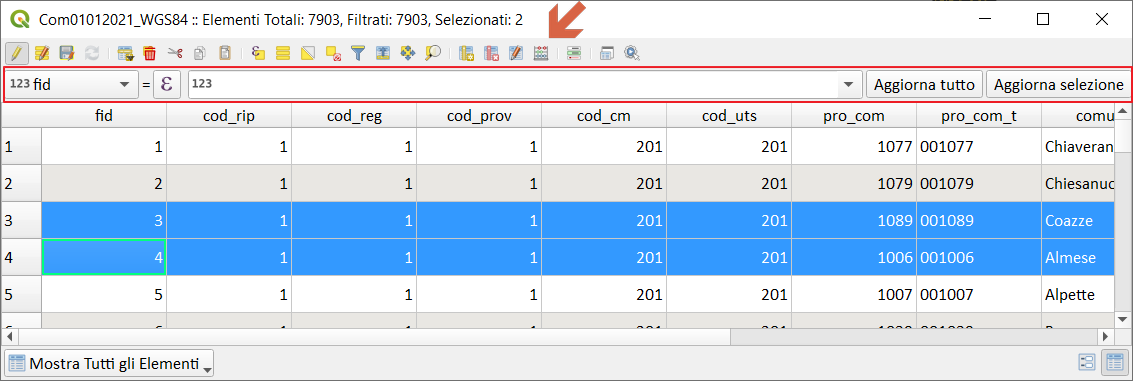 Com01012021_WGS84 :: Elementi Totali: 7903, Filtrati: 7903, Selezionati: 2
123 fid = ε 123 Aggiorna tutto Aggiorna selezione
fid cod_rip cod_reg cod_prov cod_cm cod_uts pro_com pro_com_t comu
1 1 1 1 1 201 201 1077 001077 Chiaveran
2 2 1 1 1 201 201 1079 001079 Chiesanuc
3 3 1 1 1 201 201 1089 001089 Coazze
4 4 1 1 1 201 201 1006 001006 Almese
5 5 1 1 1 201 201 1007 001007 Alpette
Mostra Tutti gli Elementi